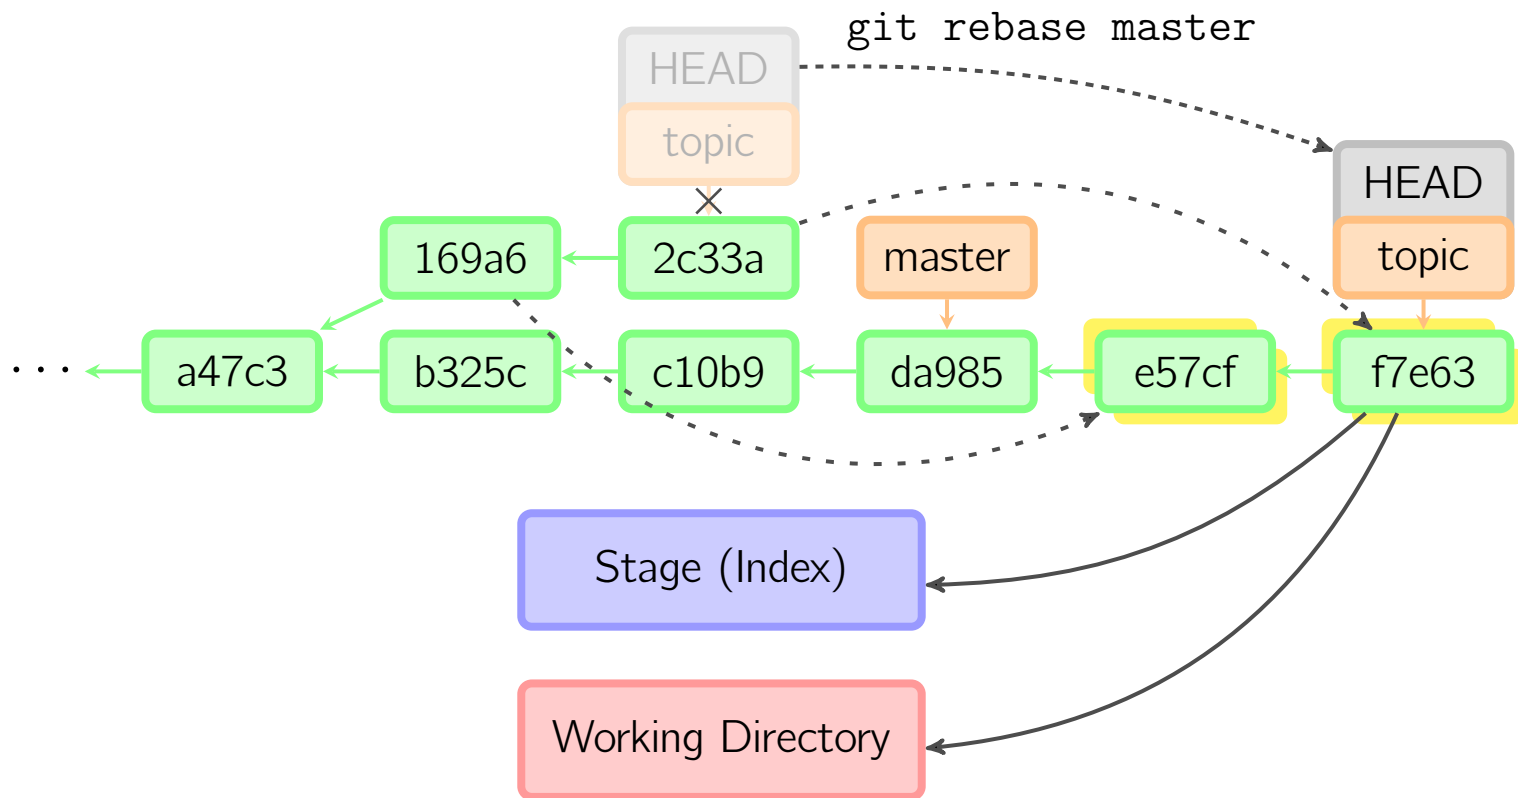 git rebase master
HEAD
topic
HEAD
169a6
2c33a
master
topic
...
a47c3
b325c
c10b9
da985
e57cf
f7e63
Stage (Index)
Working Directory